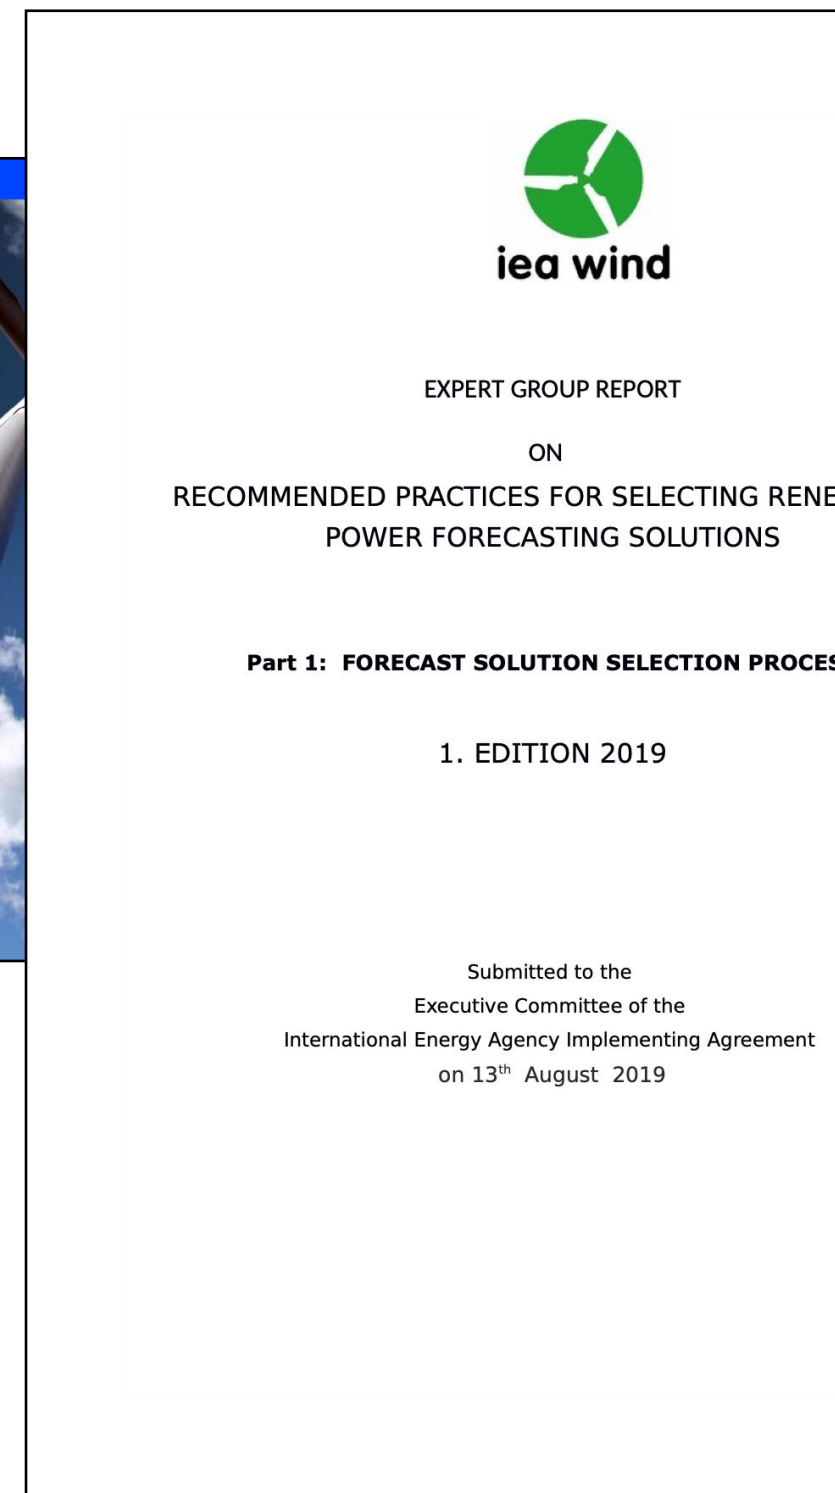 iea wind
EXPERT GROUP REPORT
ON
RECOMMENDED PRACTICES FOR SELECTING RENE
POWER FORECASTING SOLUTIONS
Part 1: FORECAST SOLUTION SELECTION PROCES
1. EDITION 2019
Submitted to the
Executive Committee of the
International Energy Agency Implementing Agreement
on 13th August 2019